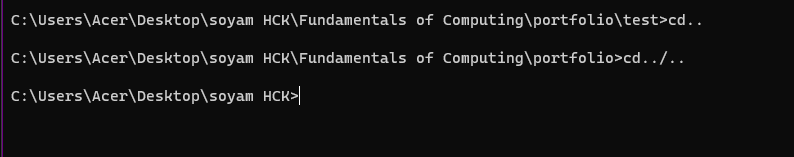 C:\Users\Acer\Desktop\soyam HCK\Fundamentals of Computing\portfolio\test>cd..
C:\Users\Acer\Desktop\soyam HCK\Fundamentals of Computing\portfolio>cd../..
C:\Users\Acer\Desktop\soyam HCK>